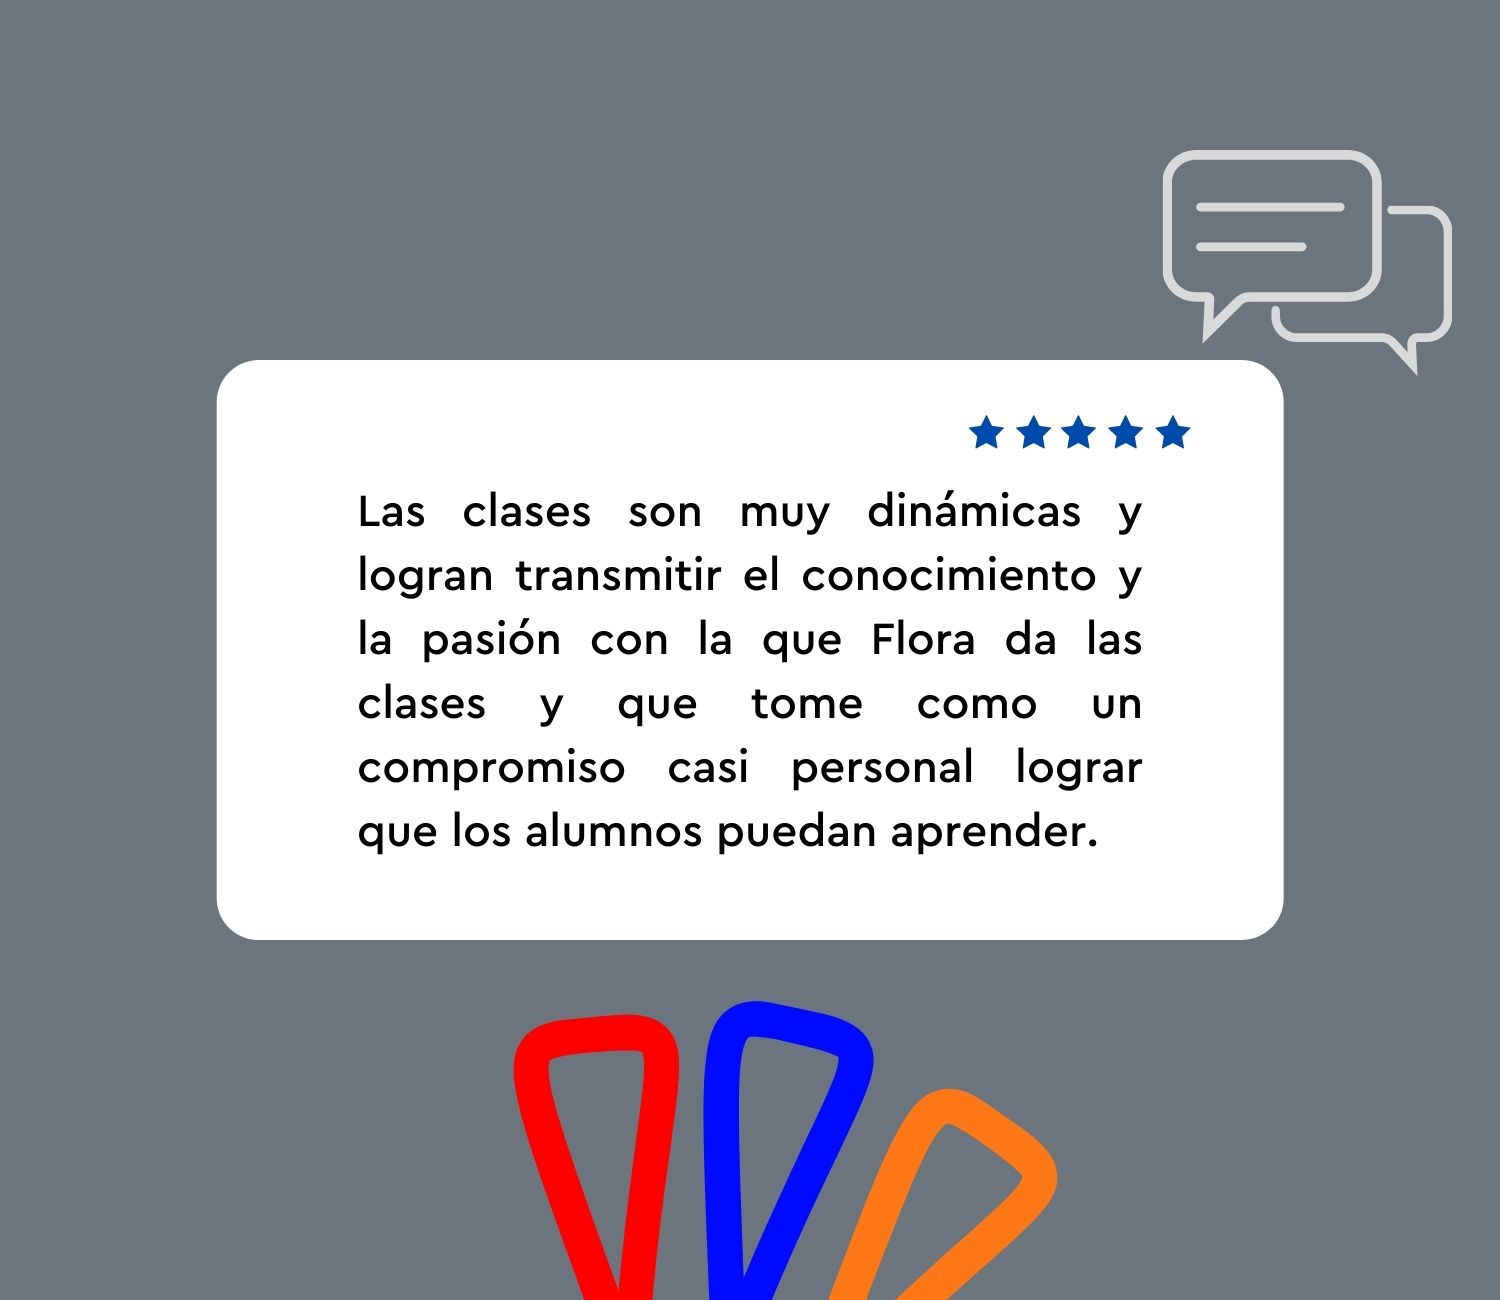 Las clases son muy dinámicas y
logran transmitir el conocimiento y
la pasión con la que Flora da las
clases y que tome como un
compromiso casi personal lograr
que los alumnos puedan aprender.